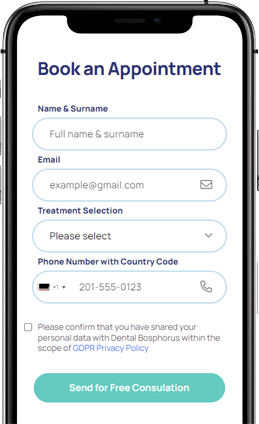 Book an Appointment
Name & Surname
Full name & surname
Email
example@gmail.com
Treatment Selection
Please select
Phone Number with Country Code
+1 201-555-0123
Please confirm that you have shared your
personal data with Dental Bosphorus within the
scope of GDPR Privacy Policy
Send for Free Consulation